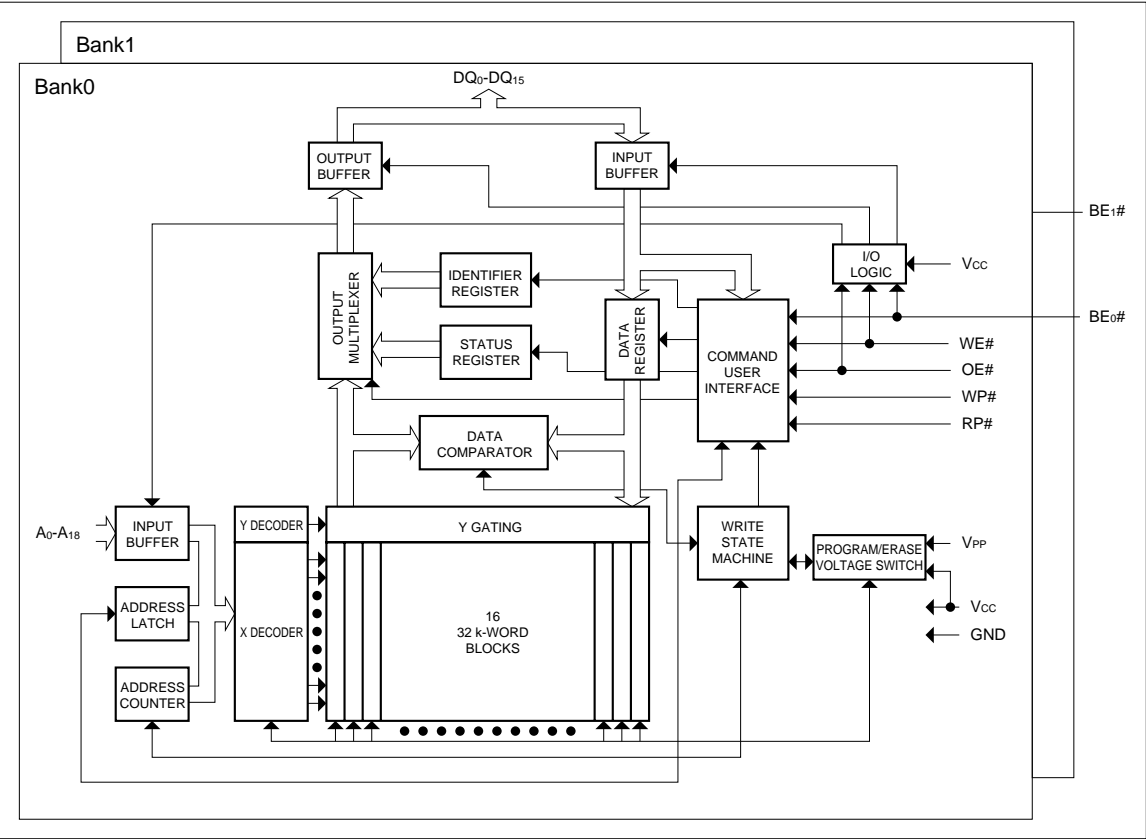 Bank1
Bank0
DQ0-DQ15
OUTPUT
BUFFER
INPUT
BUFFER
BE1#
I/O
LOGIC
VCC
IDENTIFIER
REGISTER
OUTPUT
MULTIPLEXER
DATA
REGISTER
STATUS
REGISTER
COMMAND
USER
INTERFACE
BE0#
WE#
OE#
WP#
RP#
DATA
COMPARATOR
A0-A18
INPUT
BUFFER
Y DECODER
Y GATING
WRITE
STATE
MACHINE
PROGRAM/ERASE
VOLTAGE SWITCH
VPP
VCC
GND
ADDRESS
LATCH
X DECODER
16
32 k-WORD
BLOCKS
ADDRESS
COUNTER